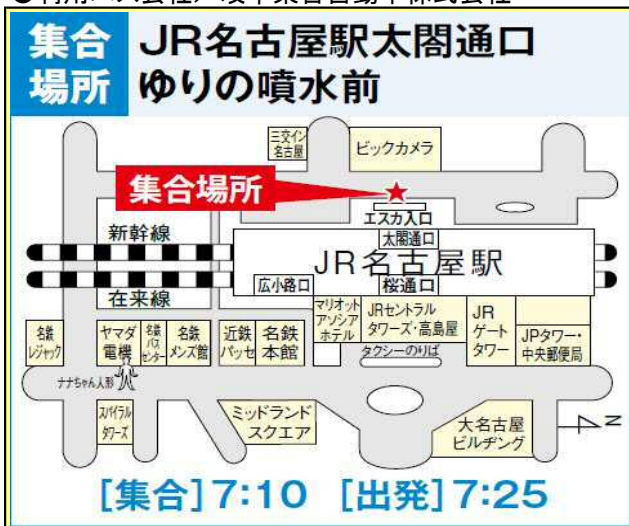 集合
場所
JR名古屋駅太閤通口
ゆりの噴水前
三交イン
名古屋
ビックカメラ
集合場所
エスカ入口
新幹線
太閤通口
JR名古屋駅
広小路口
桜通口
在来線
名鉄
レジャック
ヤマダ
電機
名鉄
バス
センター
名鉄
メンズ館
近鉄
パッセ
名鉄
本館
マリオット
アソシア
ホテル
JRセントラル
タワーズ・高島屋
タクシーのりば
JR
ゲート
タワー
JPタワー・
中央郵便局
ナナちゃん人形
スパイラル
タワーズ
ミッドランド
スクエア
大名古屋
ビルヂング
N
[集合]7:10 [出発]7:25